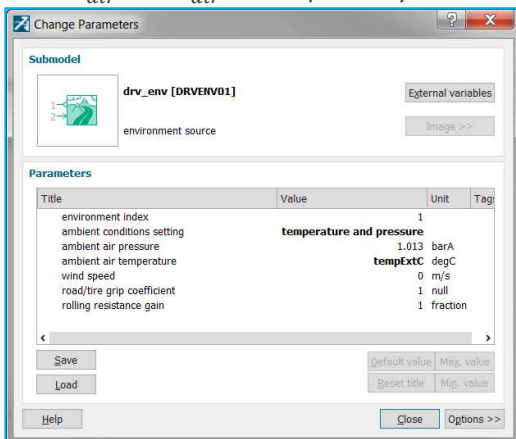 Change Parameters
Submodel
drv_env [DRVENV01]
External variables
1
2
environment source
Image >>
Parameters
Title Value Unit Tags
environment index 1
ambient conditions setting temperature and pressure
ambient air pressure 1.013 barA
ambient air temperature tempExtC degC
wind speed 0 m/s
road/tire grip coefficient 1 null
rolling resistance gain 1 fraction
Save Default value Max. value
Load Reset title Min. value
Help Close Options >>